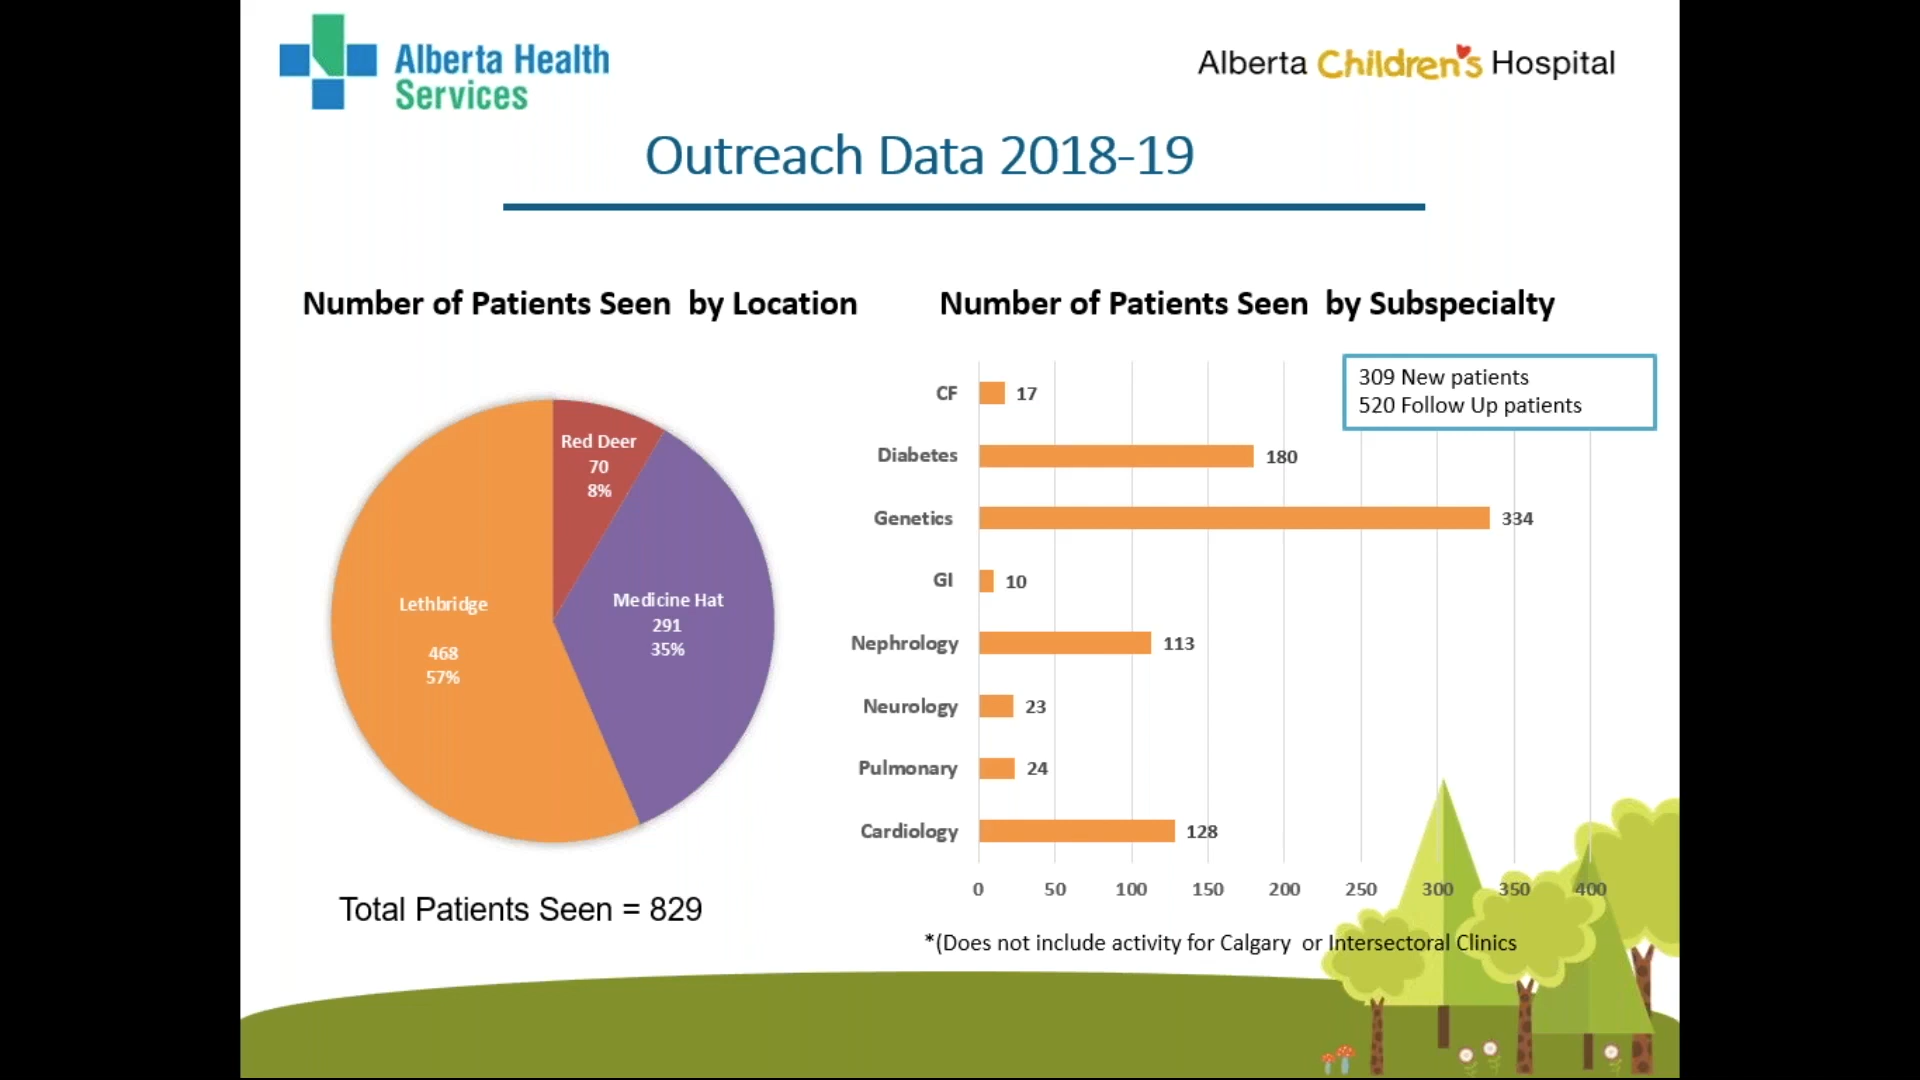 Alberta Health
Services
Alberta Children's Hospital
Outreach Data 2018-19
Number of Patients Seen by Location
Red Deer
70
8%
Medicine Hat
291
35%
Lethbridge
468
57%
Total Patients Seen = 829
Number of Patients Seen by Subspecialty
309 New patients
520 Follow Up patients
CF 17
Diabetes 180
Genetics 334
GI 10
Nephrology 113
Neurology 23
Pulmonary 24
Cardiology 128
0 50 100 150 200 250 300 350 400
*(Does not include activity for Calgary or Intersectoral Clinics